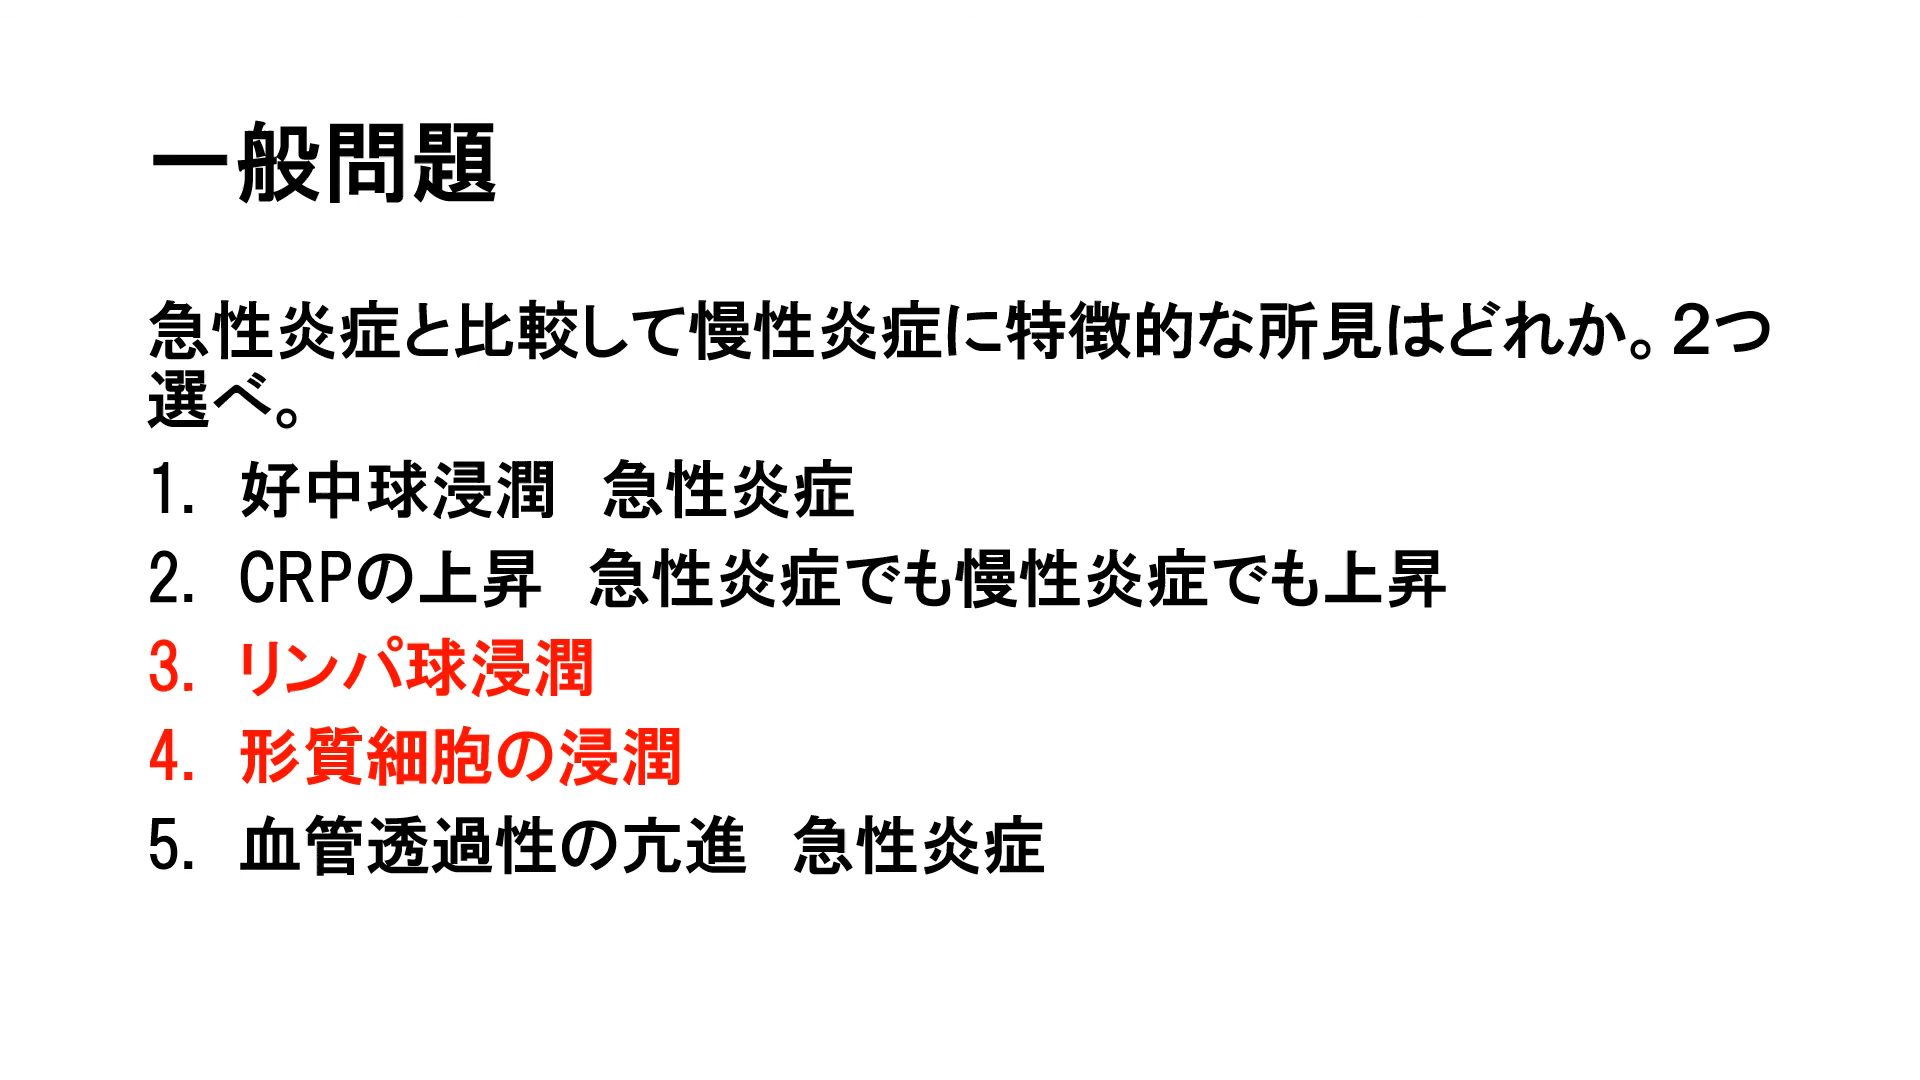 一般問題
急性炎症と比較して慢性炎症に特徴的な所見はどれか。２つ
選べ。
1. 好中球浸潤　急性炎症
2. CRPの上昇　急性炎症でも慢性炎症でも上昇
3. リンパ球浸潤
4. 形質細胞の浸潤
5. 血管透過性の亢進　急性炎症